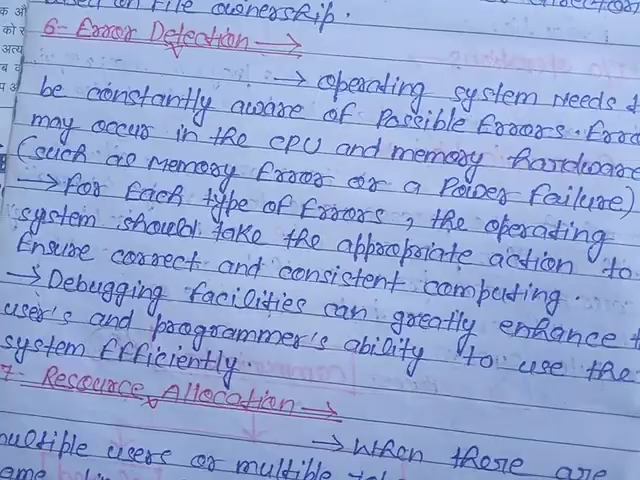 based on file ownership.
6- Error Detection →
→ operating system needs
be constantly aware of possible Errors. Erro
may occur in the CPU and memory hardware
(such as Memory Error or a Power failure)
→ for Each type of Errors, the operating
system should take the appropriate action to
Ensure correct and consistent computing.
→ Debugging facilities can greatly enhance t
user's and programmer's ability to use the
system Efficiently.
7- Resource Allocation →
→ When there are
multiple users or multiple